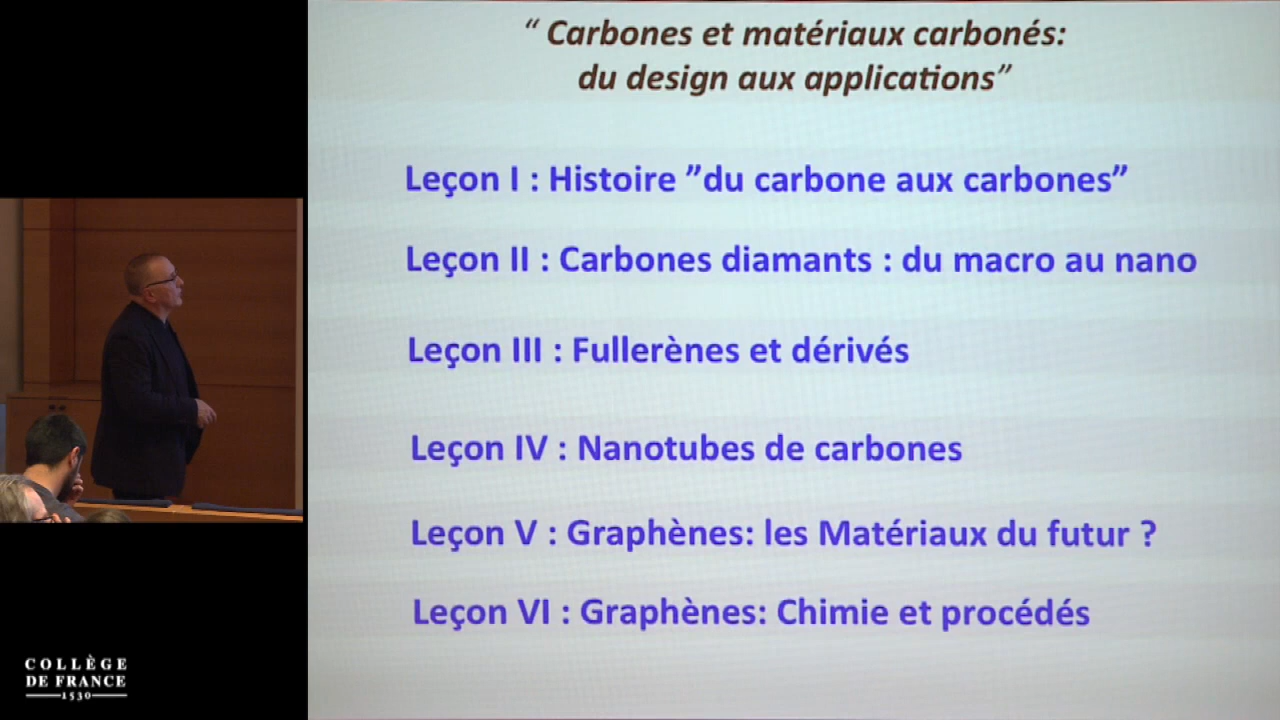 “ Carbones et matériaux carbonés:
du design aux applications”
Leçon I : Histoire ”du carbone aux carbones”
Leçon II : Carbones diamants : du macro au nano
Leçon III : Fullerènes et dérivés
Leçon IV : Nanotubes de carbones
Leçon V : Graphènes: les Matériaux du futur ?
Leçon VI : Graphènes: Chimie et procédés
COLLÈGE
DE FRANCE
1530